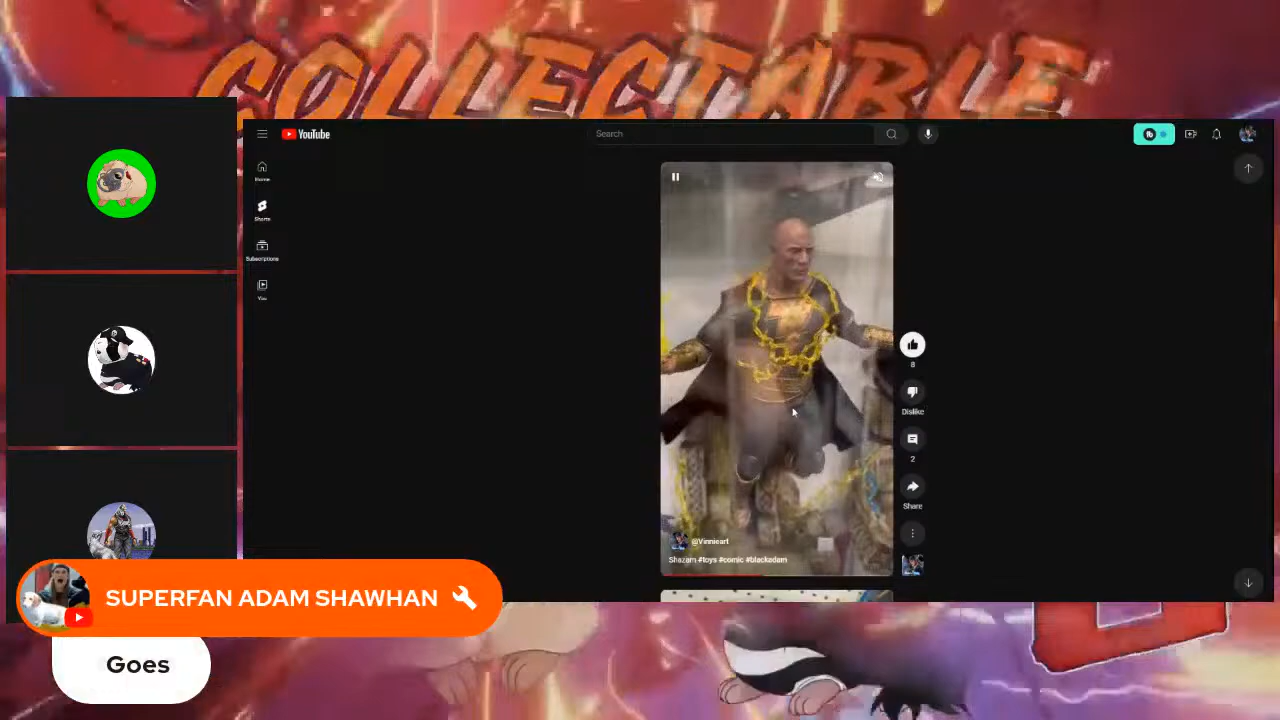 COLLECTABLE
YouTube
Search
Home
Shorts
Subscriptions
You
8
Dislike
2
Share
@Vinnieart
Shazam #toys #comic #blackadam
SUPERFAN ADAM SHAWHAN
Goes